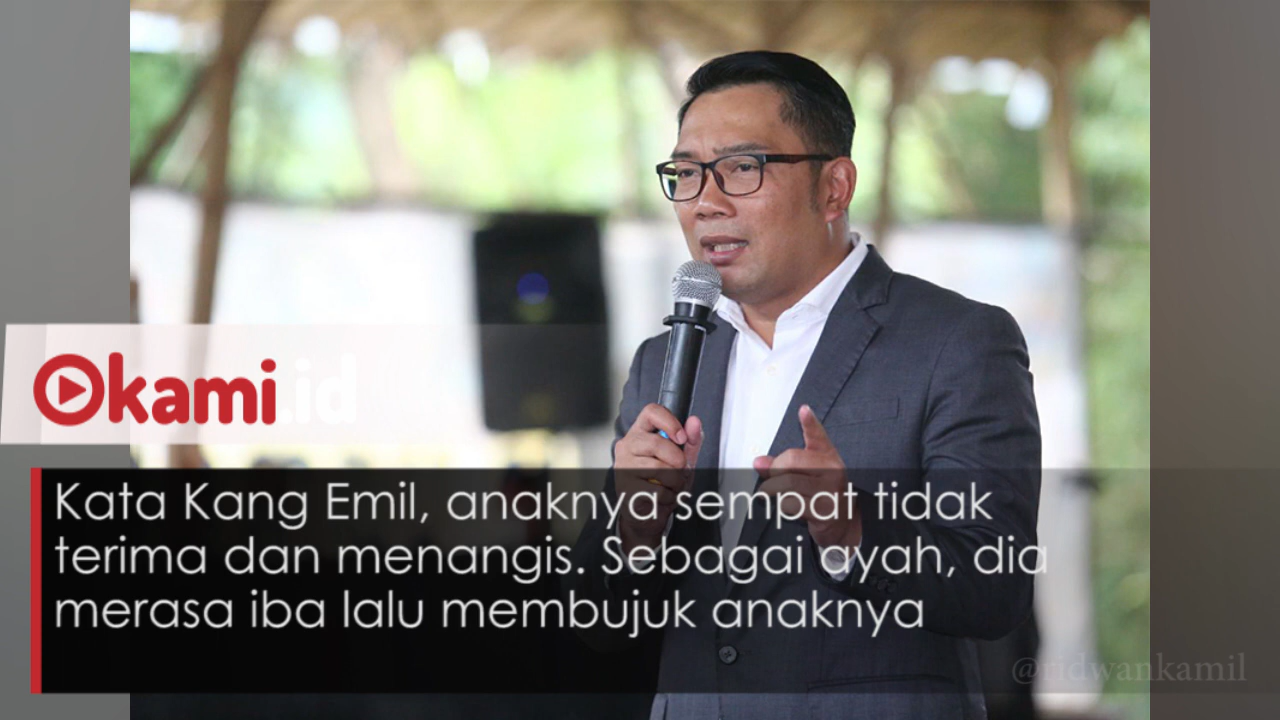 Okami.id
Kata Kang Emil, anaknya sempat tidak
terima dan menangis. Sebagai ayah, dia
merasa iba lalu membujuk anaknya
@ridwankamil